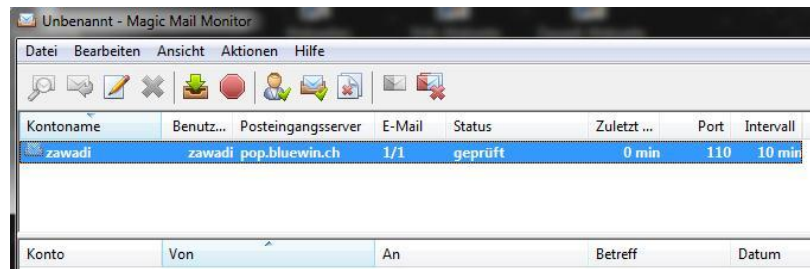 Unbenannt - Magic Mail Monitor
Datei Bearbeiten Ansicht Aktionen Hilfe
Kontoname Benutz... Posteingangsserver E-Mail Status Zuletzt ... Port Intervall
zawadi zawadi pop.bluewin.ch 1/1 geprüft 0 min 110 10 min
Konto Von An Betreff Datum